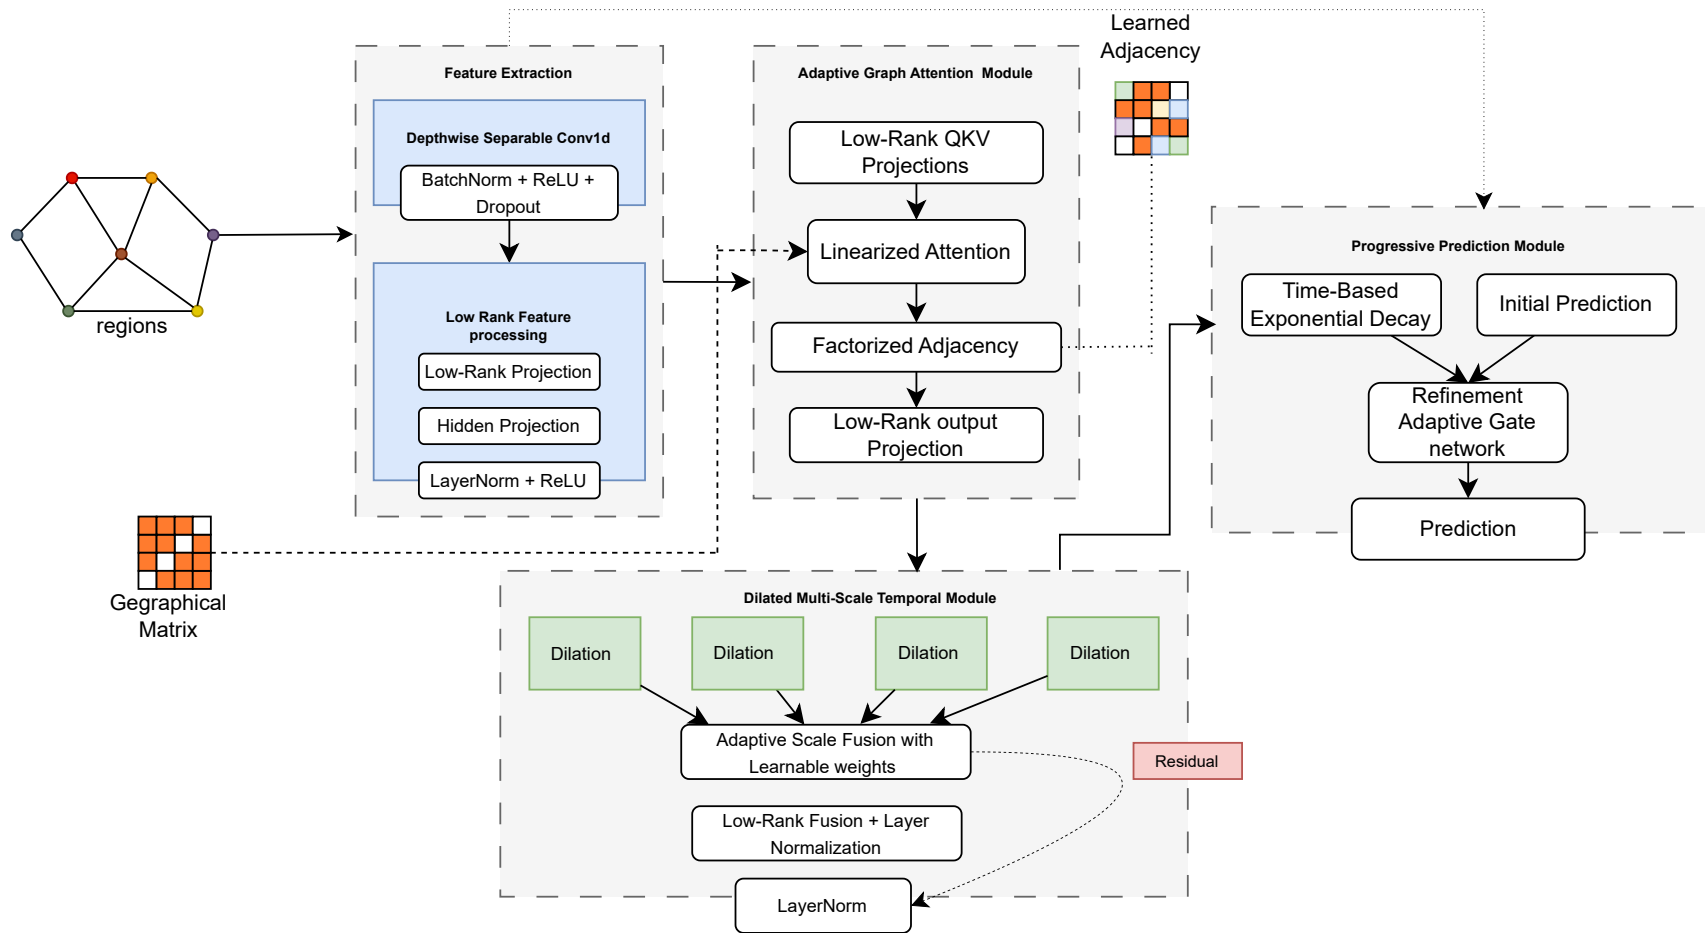 Learned
Adjacency
Feature Extraction
Depthwise Separable Conv1d
BatchNorm + ReLU +
Dropout
Low Rank Feature
processing
Low-Rank Projection
Hidden Projection
LayerNorm + ReLU
Adaptive Graph Attention Module
Low-Rank QKV
Projections
Linearized Attention
Factorized Adjacency
Low-Rank output
Projection
Progressive Prediction Module
Time-Based
Exponential Decay
Initial Prediction
Refinement
Adaptive Gate
network
Prediction
regions
Gegraphical
Matrix
Dilated Multi-Scale Temporal Module
Dilation
Dilation
Dilation
Dilation
Adaptive Scale Fusion with
Learnable weights
Residual
Low-Rank Fusion + Layer
Normalization
LayerNorm